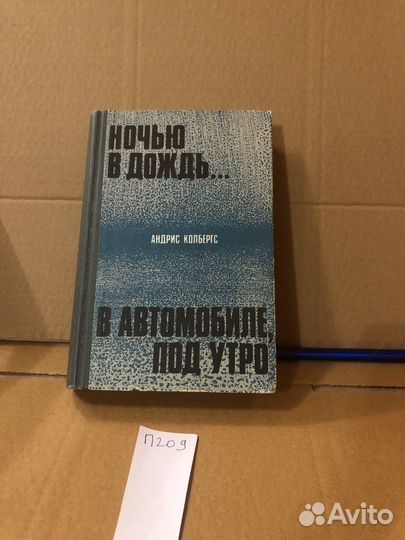 НОЧЬЮ
В ДОЖДЬ...
АНДРИС КОЛБЕРГС
В АВТОМОБИЛЕ,
ПОД УТРО
П209
Avito